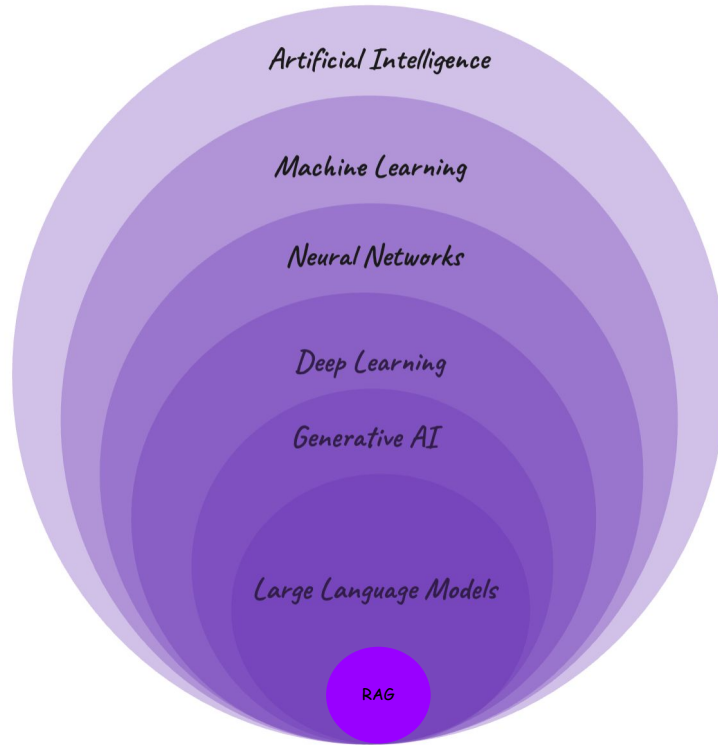 Artificial Intelligence
Machine Learning
Neural Networks
Deep Learning
Generative AI
Large Language Models
RAG